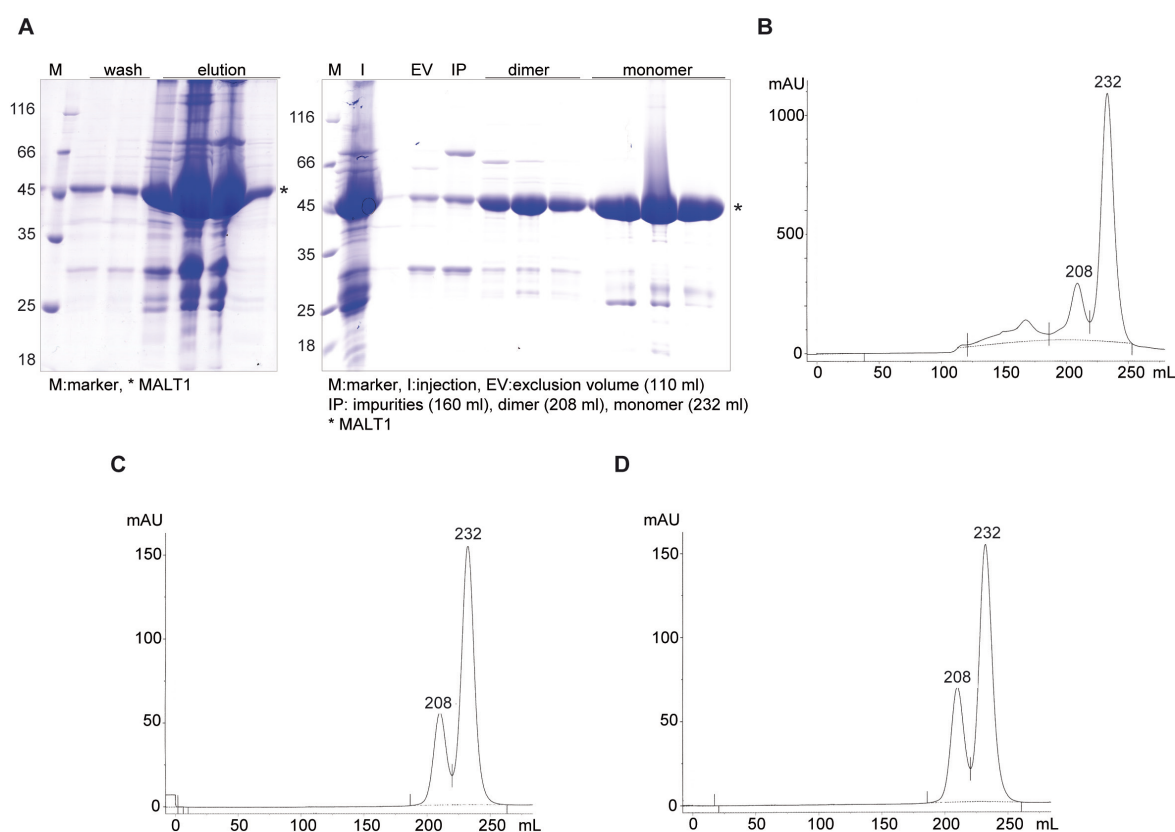 A
M wash elution
116
66
45 *
35
25
18
M:marker, * MALT1
M I EV IP dimer monomer
116
66
45 *
35
25
18
M:marker, I:injection, EV:exclusion volume (110 ml)
IP: impurities (160 ml), dimer (208 ml), monomer (232 ml)
* MALT1
B
mAU
232
1000
500
208
0
0 50 100 150 200 250 mL
C
mAU
232
150
100
208
50
0
0 50 100 150 200 250 mL
D
mAU
232
150
100
208
50
0
0 50 100 150 200 250 mL